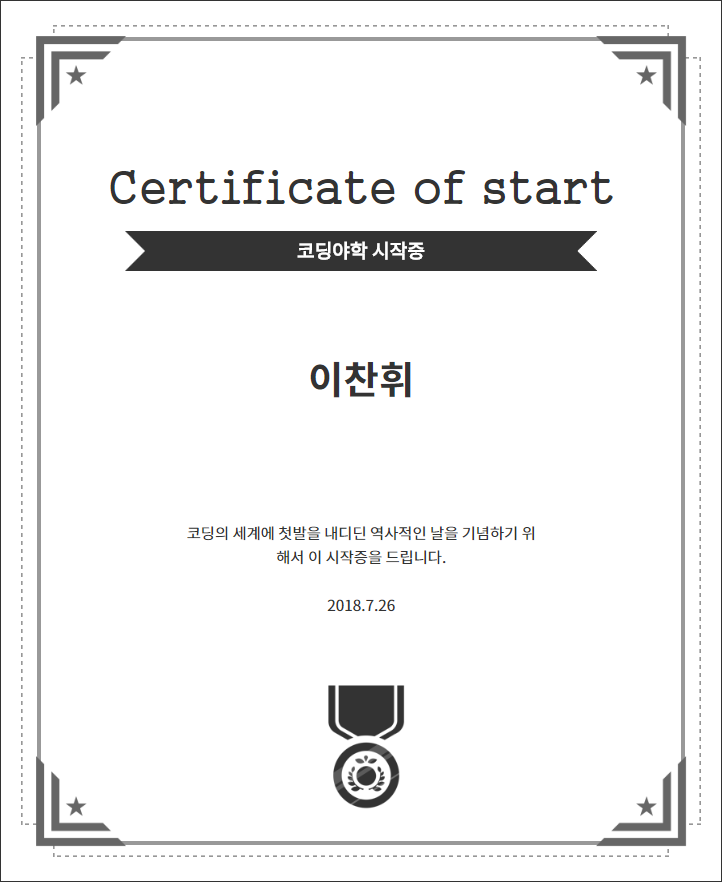 Certificate of start
코딩야학 시작증
이찬휘
코딩의 세계에 첫발을 내디딘 역사적인 날을 기념하기 위
해서 이 시작증을 드립니다.
2018.7.26